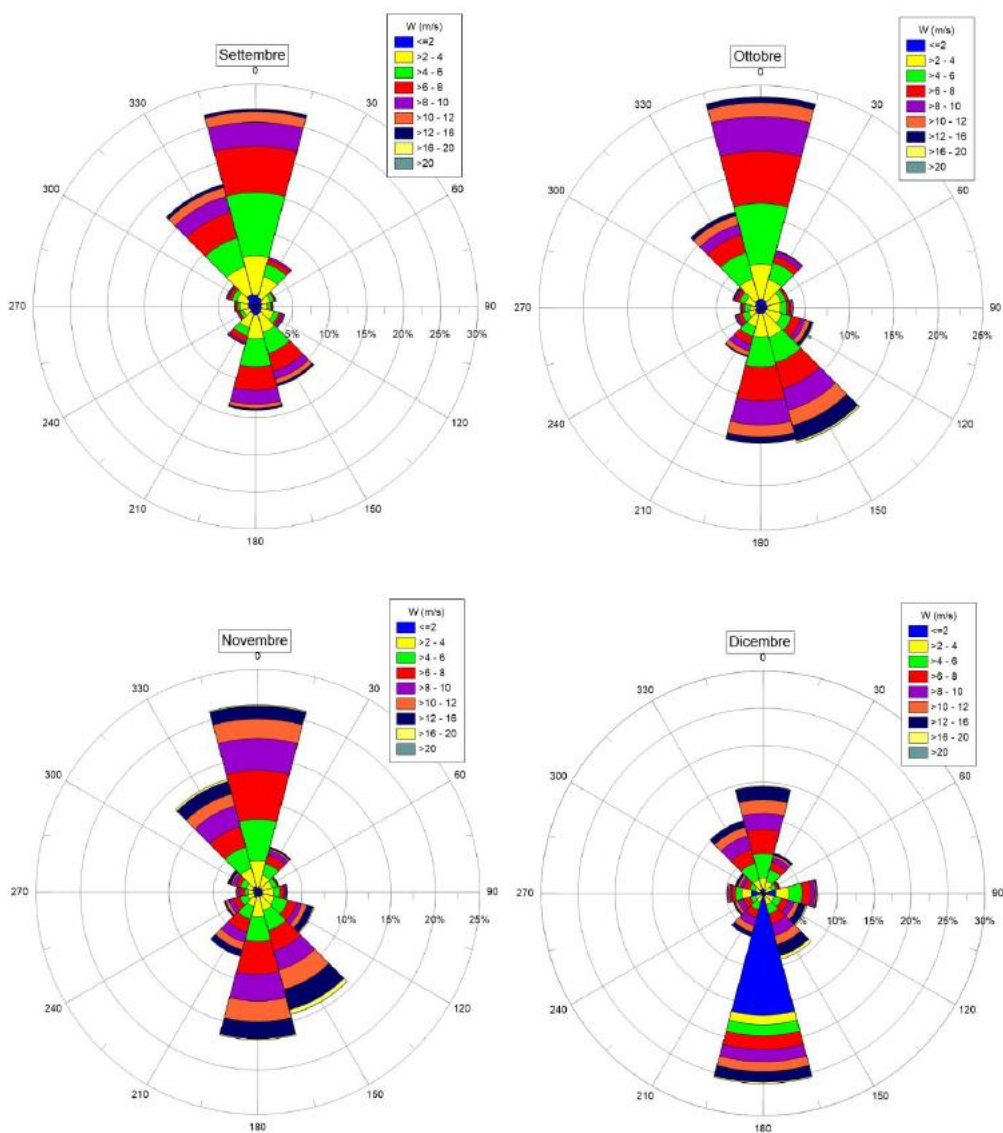 Settembre
0
30
60
90
120
150
180
210
240
270
300
330
5%
10%
15%
20%
25%
30%
W (m/s)
<=2
>2 - 4
>4 - 6
>6 - 8
>8 - 10
>10 - 12
>12 - 16
>16 - 20
>20
Ottobre
0
30
60
90
120
150
180
210
240
270
300
330
10%
15%
20%
25%
W (m/s)
<=2
>2 - 4
>4 - 6
>6 - 8
>8 - 10
>10 - 12
>12 - 16
>16 - 20
>20
Novembre
0
30
60
90
120
150
180
210
240
270
300
330
10%
15%
20%
25%
W (m/s)
<=2
>2 - 4
>4 - 6
>6 - 8
>8 - 10
>10 - 12
>12 - 16
>16 - 20
>20
Dicembre
0
30
60
90
120
150
180
210
240
270
300
330
10%
15%
20%
25%
30%
W (m/s)
<=2
>2 - 4
>4 - 6
>6 - 8
>8 - 10
>10 - 12
>12 - 16
>16 - 20
>20